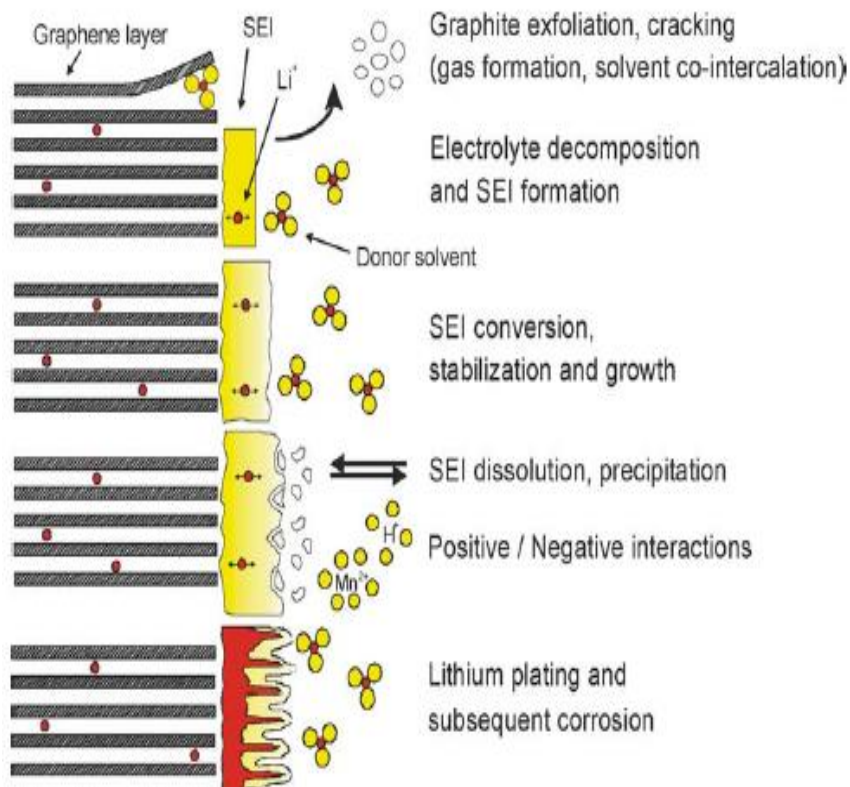 Graphene layer
SEI
Li⁺
Graphite exfoliation, cracking
(gas formation, solvent co-intercalation)
Electrolyte decomposition
and SEI formation
Donor solvent
SEI conversion,
stabilization and growth
SEI dissolution, precipitation
H⁺
Positive / Negative interactions
Mn²⁺
Lithium plating and
subsequent corrosion